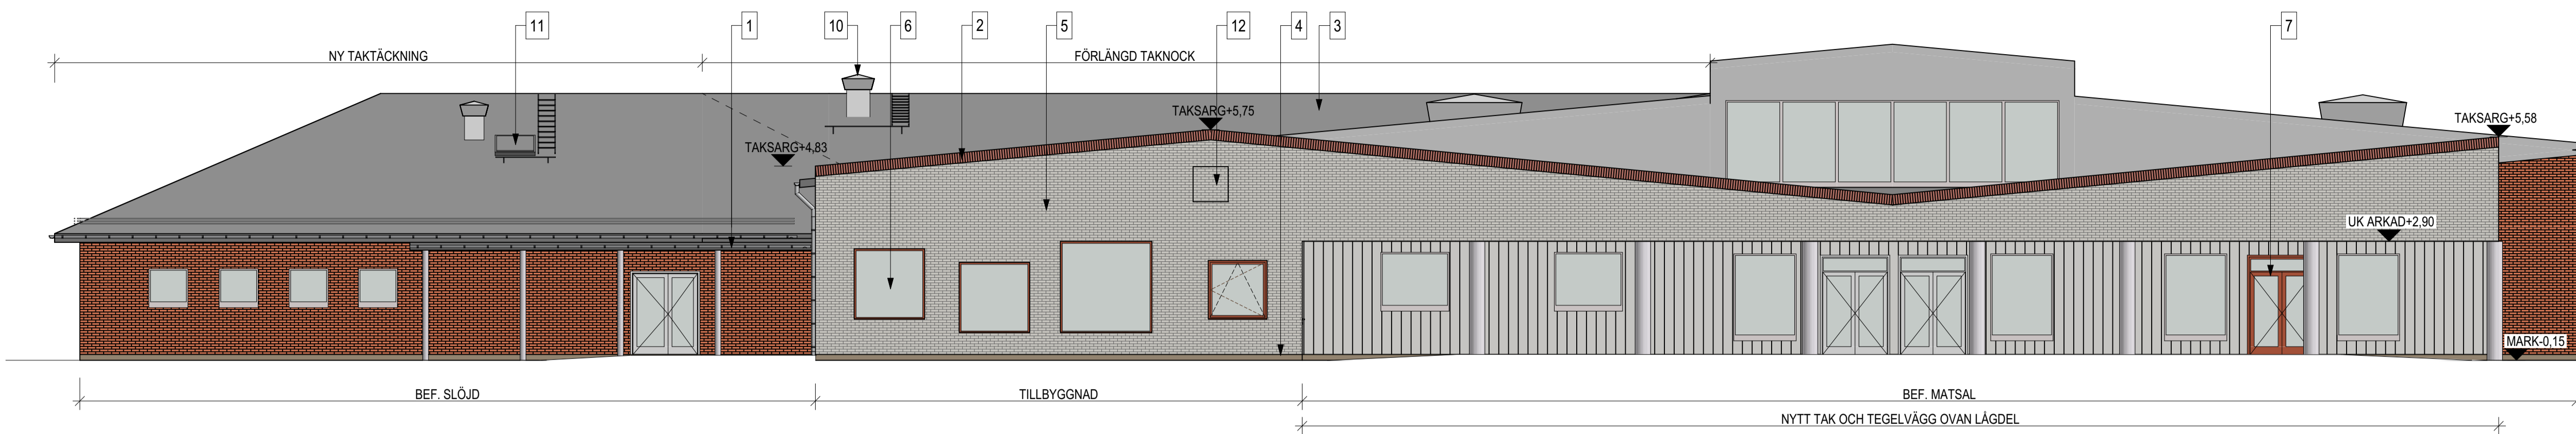 11
1
10
6
2
5
12
4
3
7
NY TAKTÄCKNING
FÖRLÄNGD TAKNOCK
TAKSARG+5,75
TAKSARG+5,58
TAKSARG+4,83
UK ARKAD+2,90
MARK-0,15
BEF. SLÖJD
TILLBYGGNAD
BEF. MATSAL
NYTT TAK OCH TEGELVÄGG OVAN LÅGDEL